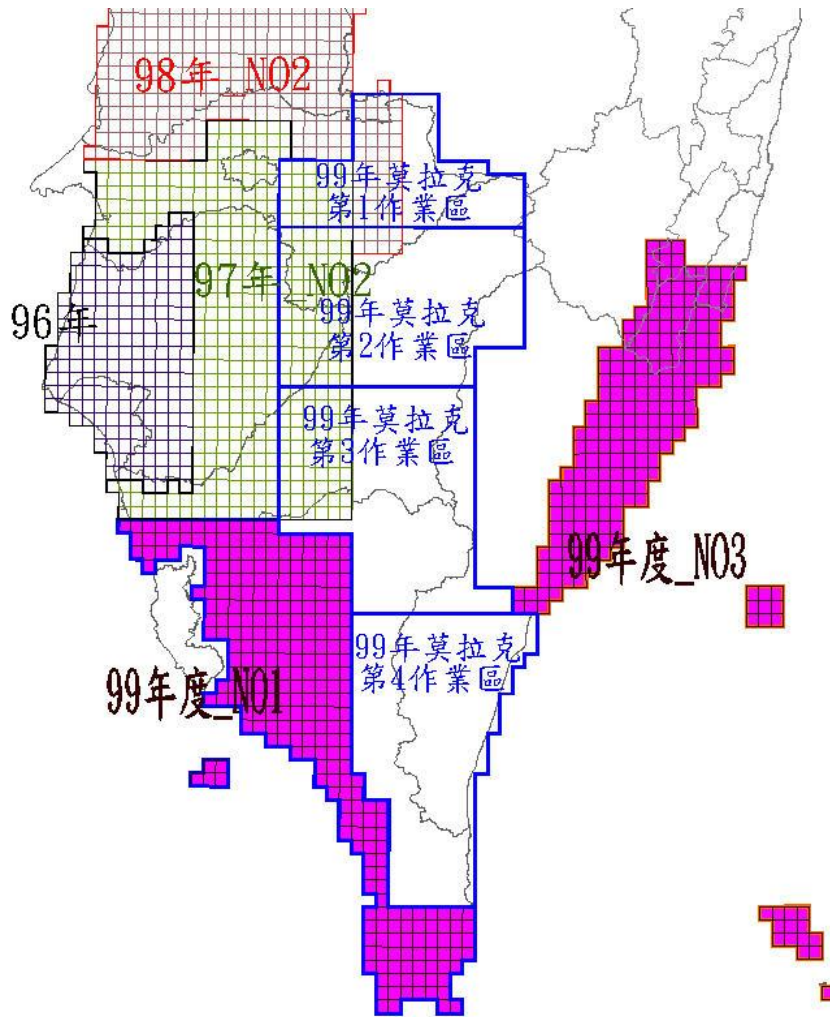 98年_NO2
99年莫拉克
第1作業區
97年_NO2
96年
99年莫拉克
第2作業區
99年莫拉克
第3作業區
99年度_NO3
99年莫拉克
第4作業區
99年度_NO1